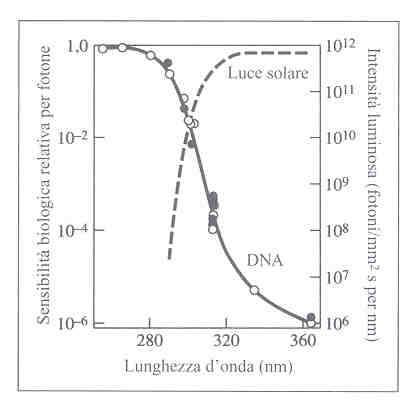 Sensibilità biologica relativa per fotone
1,0
10–2
10–4
10–6
Luce solare
DNA
10^12
10^11
10^10
10^9
10^8
10^7
10^6
Intensità luminosa (fotoni/mm² s per nm)
280
320
360
Lunghezza d'onda (nm)